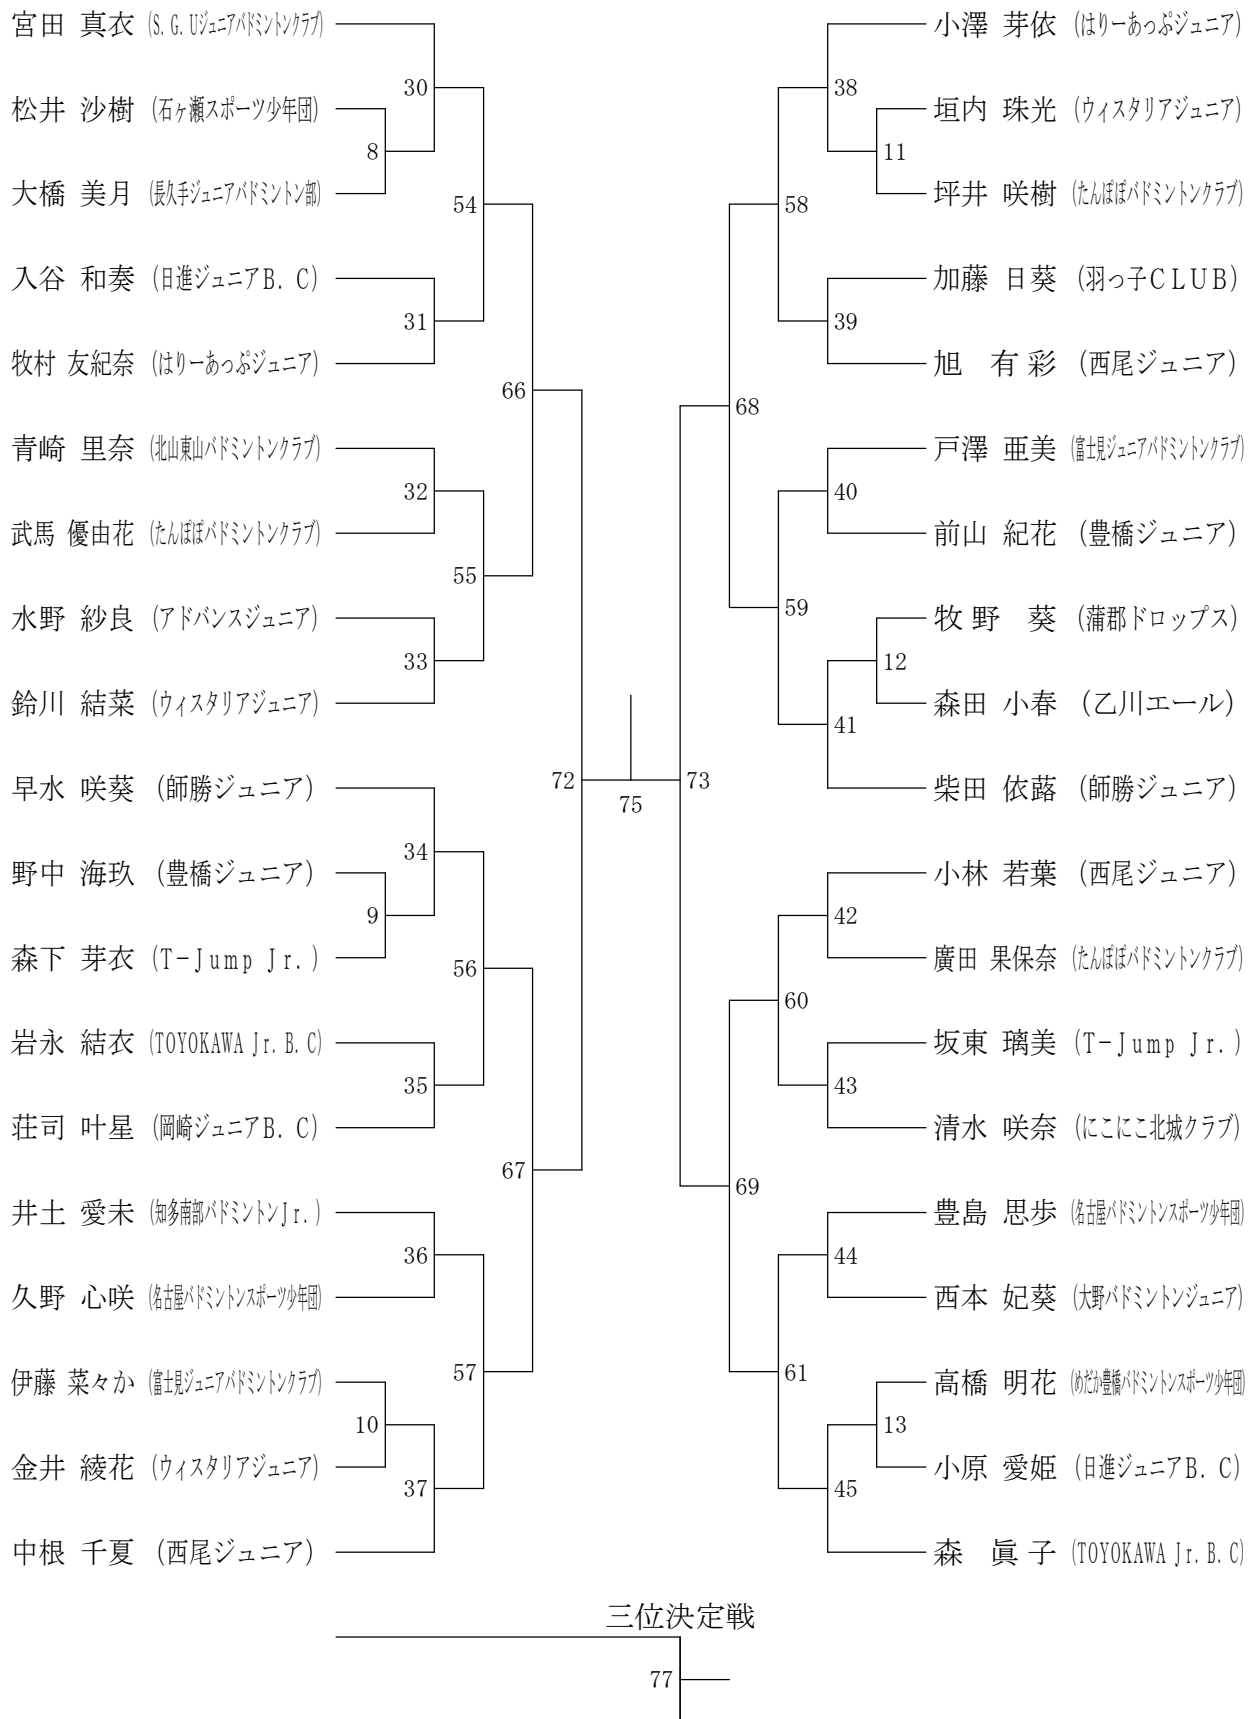 宮田 真衣 (S.G.Uジュニアバドミントンクラブ)
30
松井 沙樹 (石ヶ瀬スポーツ少年団)
8
大橋 美月 (長久手ジュニアバドミントン部)
54
入谷 和奏 (日進ジュニアB.C)
31
牧村 友紀奈 (はりーあっぷジュニア)
66
青崎 里奈 (北山東山バドミントンクラブ)
32
武馬 優由花 (たんぽぽバドミントンクラブ)
55
水野 紗良 (アドバンスジュニア)
33
鈴川 結菜 (ウィスタリアジュニア)
72
早水 咲葵 (師勝ジュニア)
34
野中 海玖 (豊橋ジュニア)
9
森下 芽衣 (T-Jump Jr.)
56
岩永 結衣 (TOYOKAWA Jr.B.C)
35
荘司 叶星 (岡崎ジュニアB.C)
67
井土 愛未 (知多南部バドミントンJr.)
36
久野 心咲 (名古屋バドミントンスポーツ少年団)
57
伊藤 菜々か (富士見ジュニアバドミントンクラブ)
10
金井 綾花 (ウィスタリアジュニア)
37
中根 千夏 (西尾ジュニア)
75
小澤 芽依 (はりーあっぷジュニア)
38
垣内 珠光 (ウィスタリアジュニア)
11
坪井 咲樹 (たんぽぽバドミントンクラブ)
58
加藤 日葵 (羽っ子CLUB)
39
旭 有彩 (西尾ジュニア)
68
戸澤 亜美 (富士見ジュニアバドミントンクラブ)
40
前山 紀花 (豊橋ジュニア)
59
牧野 葵 (蒲郡ドロップス)
12
森田 小春 (乙川エール)
41
73
柴田 依蕗 (師勝ジュニア)
小林 若葉 (西尾ジュニア)
42
廣田 果保奈 (たんぽぽバドミントンクラブ)
60
坂東 璃美 (T-Jump Jr.)
43
清水 咲奈 (にこにこ北城クラブ)
69
豊島 思歩 (名古屋バドミントンスポーツ少年団)
44
西本 妃葵 (大野バドミントンジュニア)
61
高橋 明花 (めだか豊橋バドミントンスポーツ少年団)
13
小原 愛姫 (日進ジュニアB.C)
45
森 眞子 (TOYOKAWA Jr.B.C)
三位決定戦
77